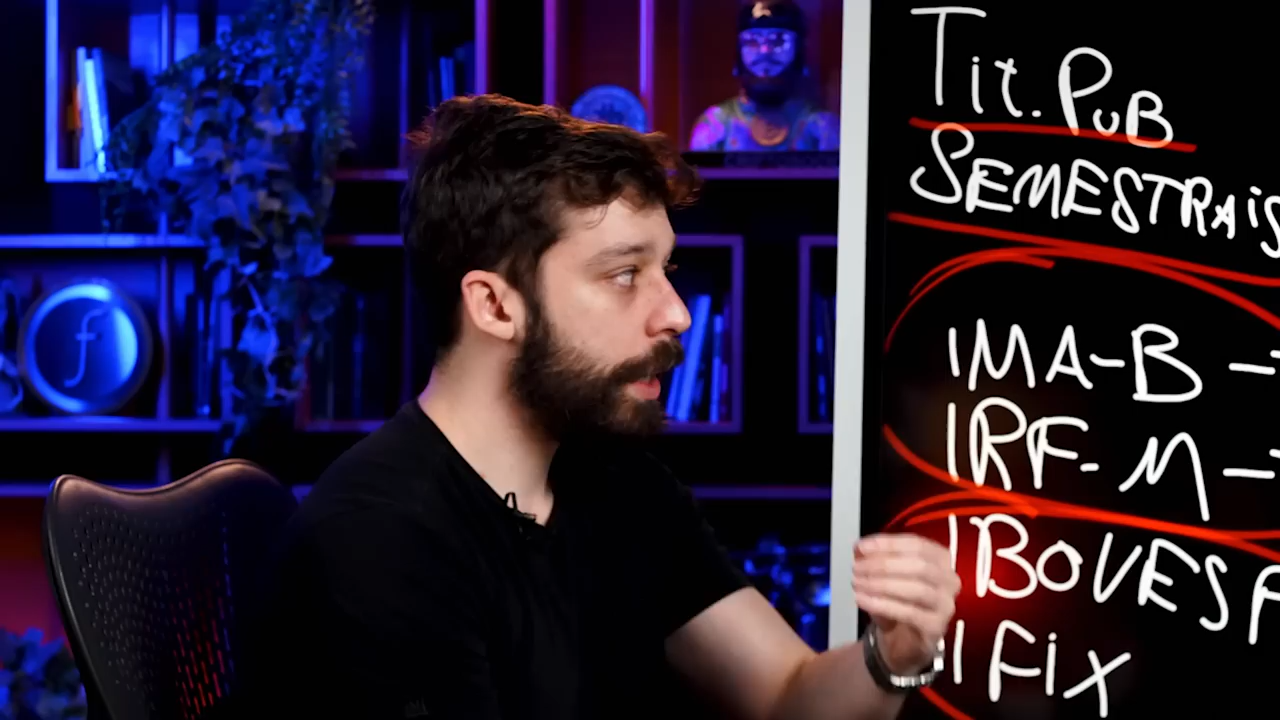 Tit. PUB
SEMESTRAIS
IMA-B →
IRF-M →
IBOVESP
IFix
f